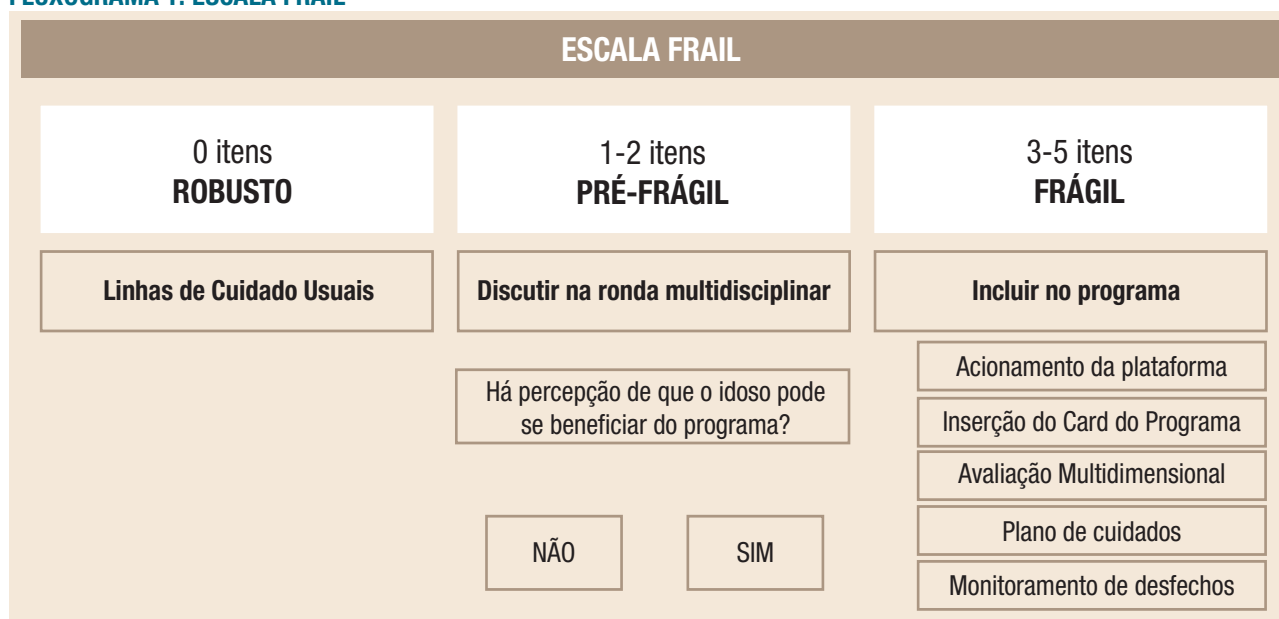 ESCALA FRAIL
0 itens
ROBUSTO
1-2 itens
PRÉ-FRÁGIL
3-5 itens
FRÁGIL
Linhas de Cuidado Usuais
Discutir na ronda multidisciplinar
Incluir no programa
Há percepção de que o idoso pode
se beneficiar do programa?
NÃO
SIM
Acionamento da plataforma
Inserção do Card do Programa
Avaliação Multidimensional
Plano de cuidados
Monitoramento de desfechos